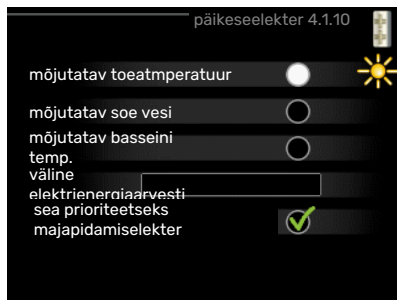 päikeseelekter 4.1.10
mõjutatav toeatmperatuur
mõjutatav soe vesi
mõjutatav basseini
temp.
väline
elektrienergiaarvesti
sea prioriteetseks
majapidamiselekter